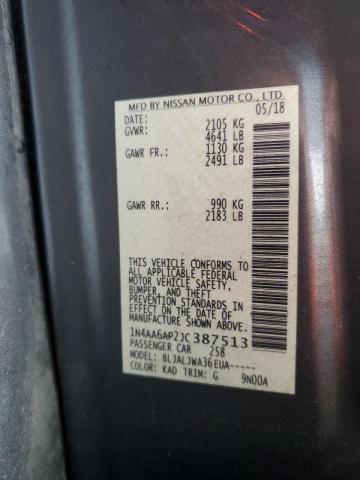 MFD BY NISSAN MOTOR CO., LTD.
DATE: 05/18
GVWR: 2105 KG
4641 LB
GAWR FR.: 1130 KG
2491 LB
GAWR RR.: 990 KG
2183 LB
THIS VEHICLE CONFORMS TO
ALL APPLICABLE FEDERAL
MOTOR VEHICLE SAFETY,
BUMPER, AND THEFT
PREVENTION STANDARDS IN
EFFECT ON THE DATE OF
MANUFACTURE SHOWN ABOVE.
1N4AA6AP2JC387513
PASSENGER CAR 258
MODEL: BLJALJWA36EUA-----
COLOR: KAD TRIM: G 9N00A